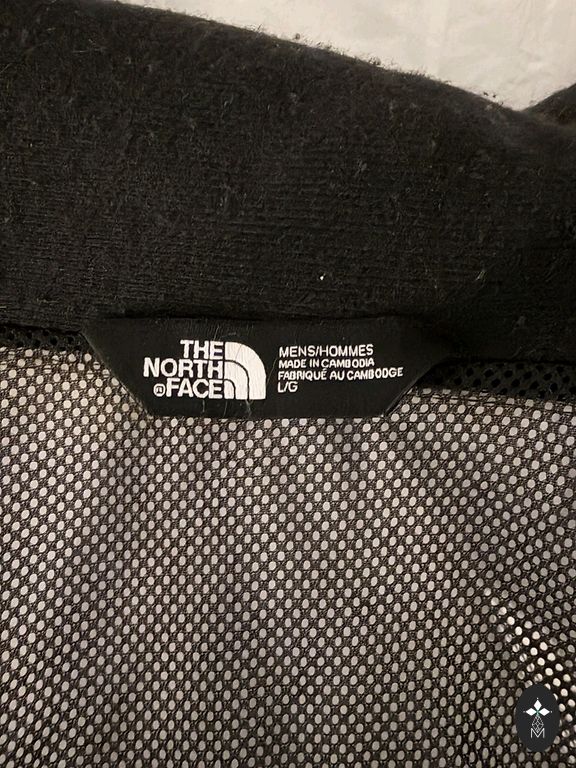 THE
NORTH
FACE
MENS/HOMMES
MADE IN CAMBODIA
FABRIQUÉ AU CAMBODGE
L/G
M